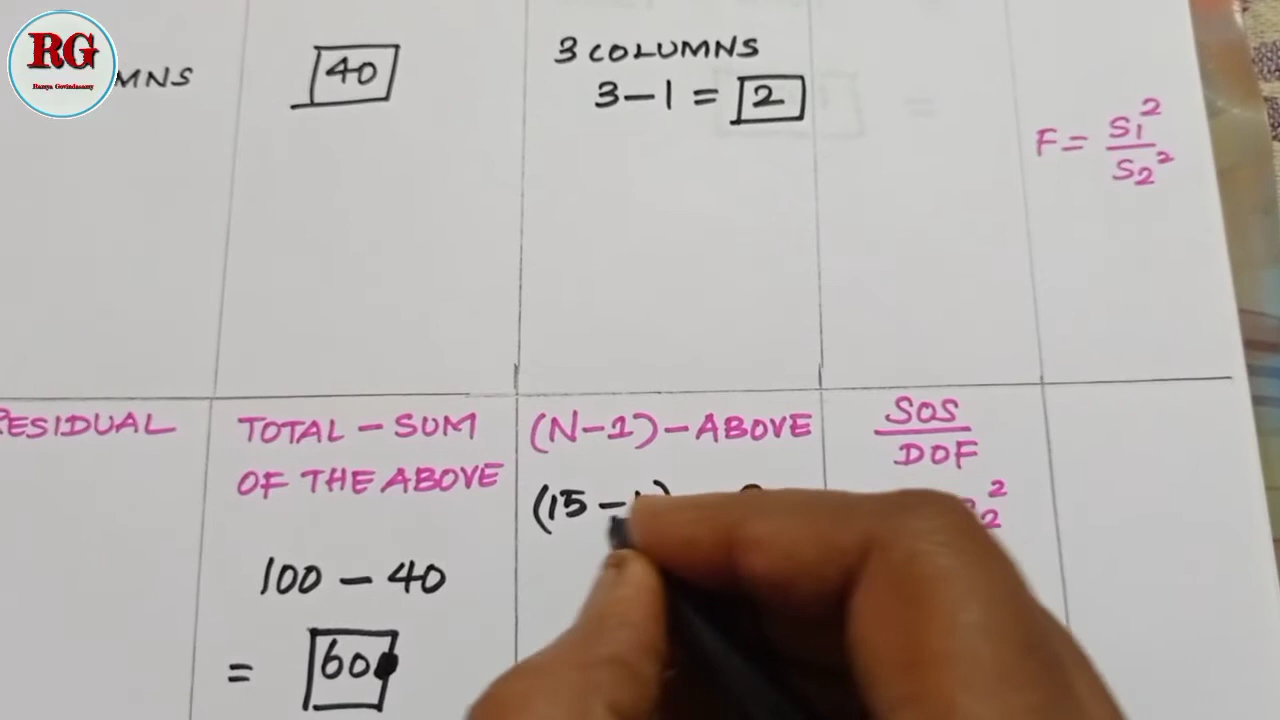 RG
Ramya Govindasamy
MNS
40
3 COLUMNS
3 - 1 = 2
F = S1²
S2²
RESIDUAL
TOTAL - SUM
OF THE ABOVE
(N-1) - ABOVE
SOS
DOF
(15 -
100 - 40
= 60